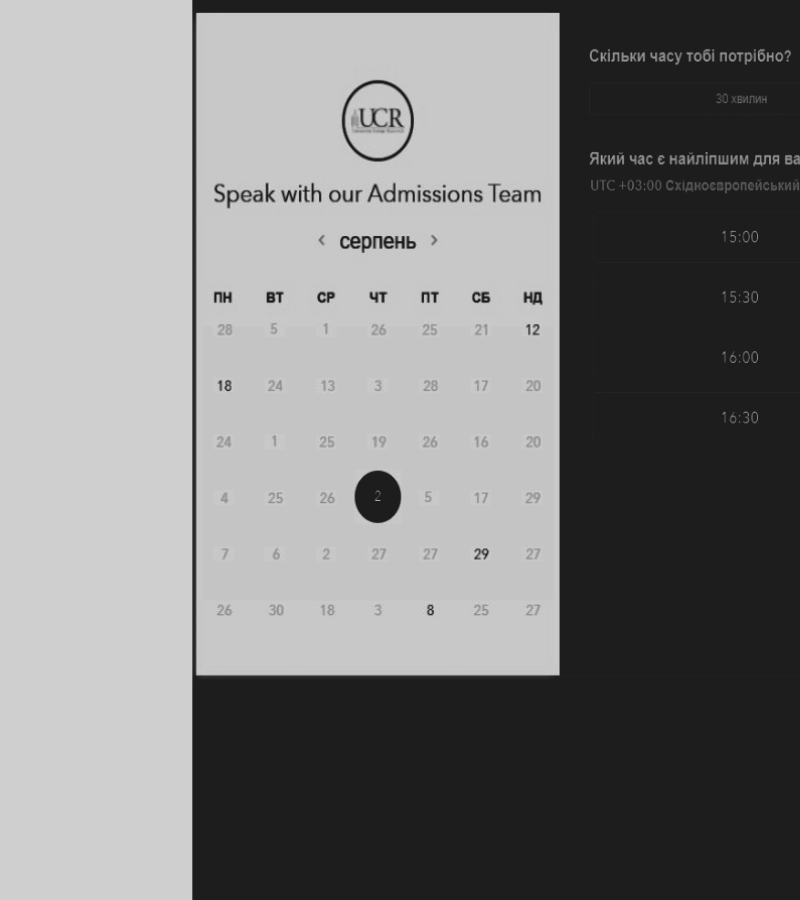 UCR
Speak with our Admissions Team
< серпень >
ПН ВТ СР ЧТ ПТ СБ НД
28 5 1 26 25 21 12
18 24 13 3 28 17 20
24 1 25 19 26 16 20
4 25 26 2 5 17 29
7 6 2 27 27 29 27
26 30 18 3 8 25 27
Скільки часу тобі потрібно?
30 хвилин
Який час є найліпшим для ва
UTC +03:00 Східноєвропейський
15:00
15:30
16:00
16:30